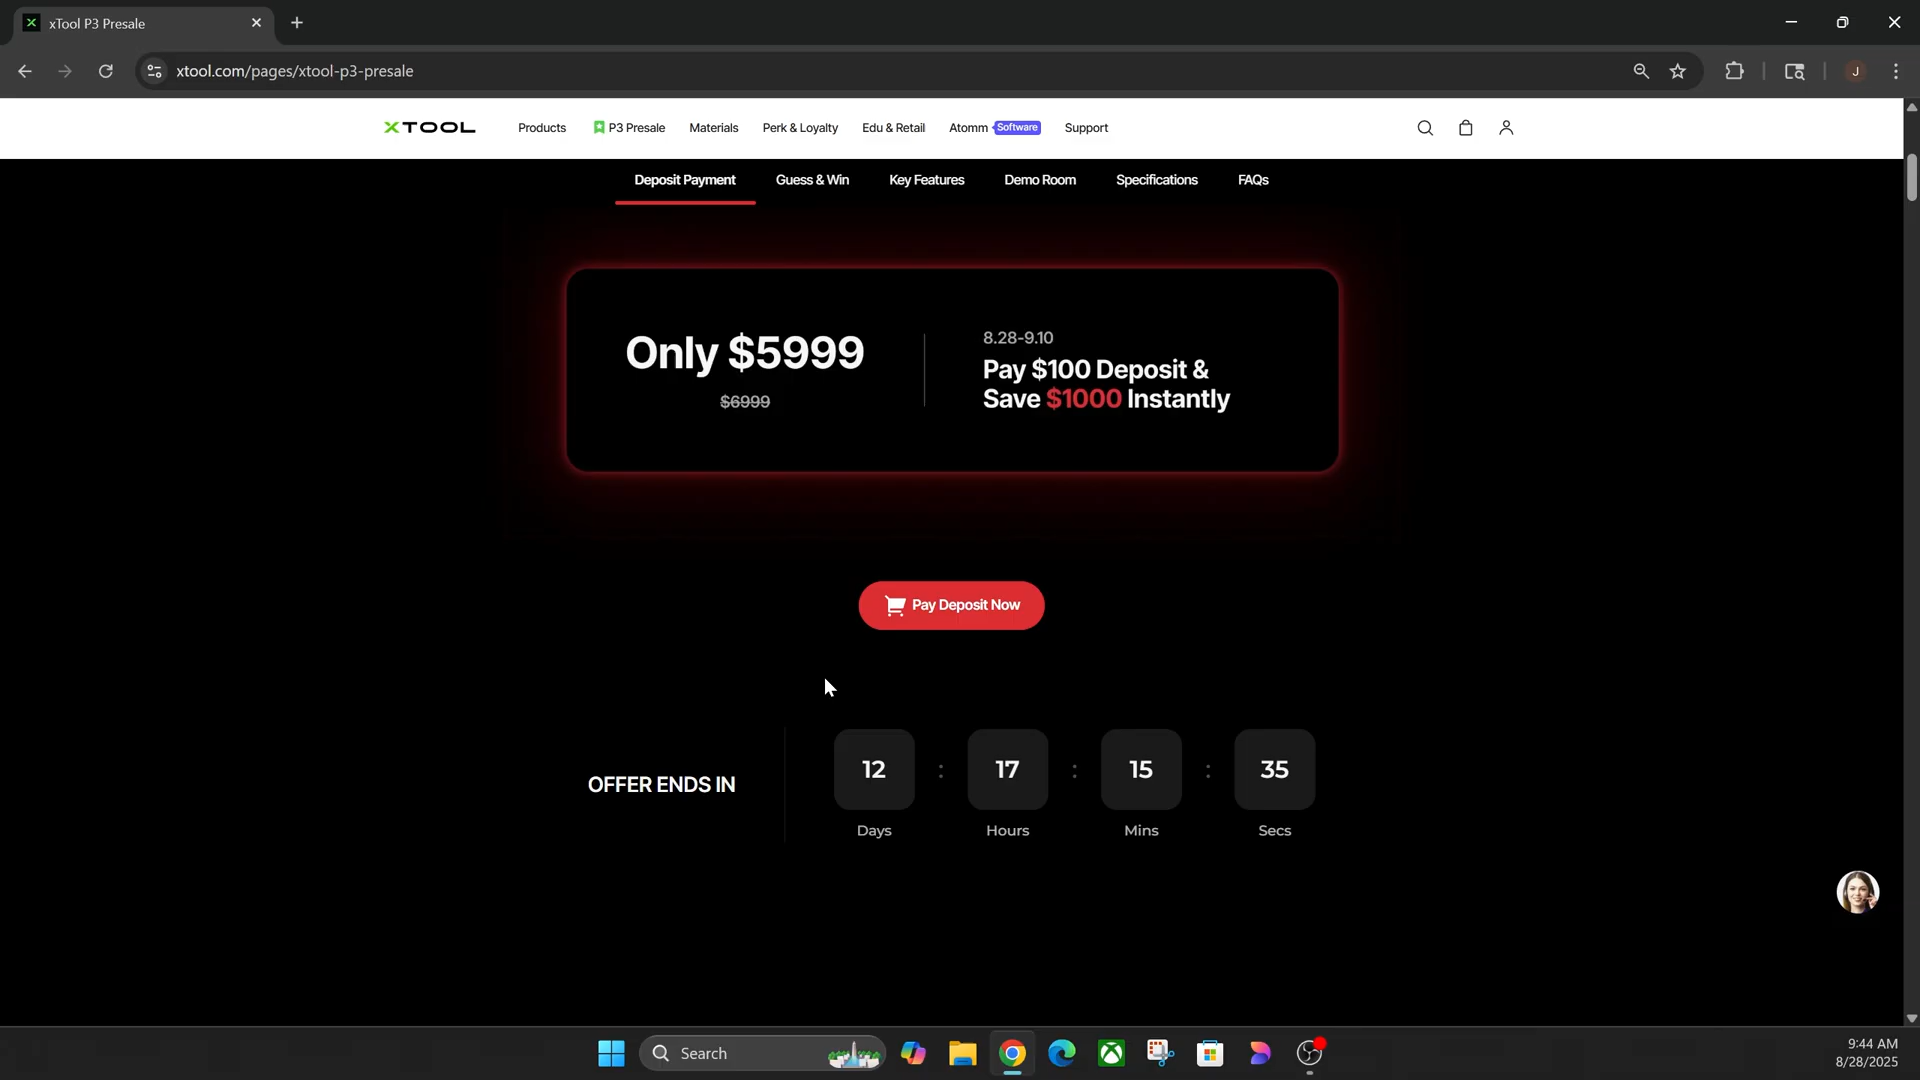 xTool P3 Presale
xtool.com/pages/xtool-p3-presale
J
XTOOL
Products
P3 Presale
Materials
Perk & Loyalty
Edu & Retail
Atomm Software
Support
Deposit Payment
Guess & Win
Key Features
Demo Room
Specifications
FAQs
Only $5999
$6999
8.28-9.10
Pay $100 Deposit &
Save $1000 Instantly
Pay Deposit Now
OFFER ENDS IN
12 : 17 : 15 : 35
Days Hours Mins Secs
Search
9:44 AM
8/28/2025